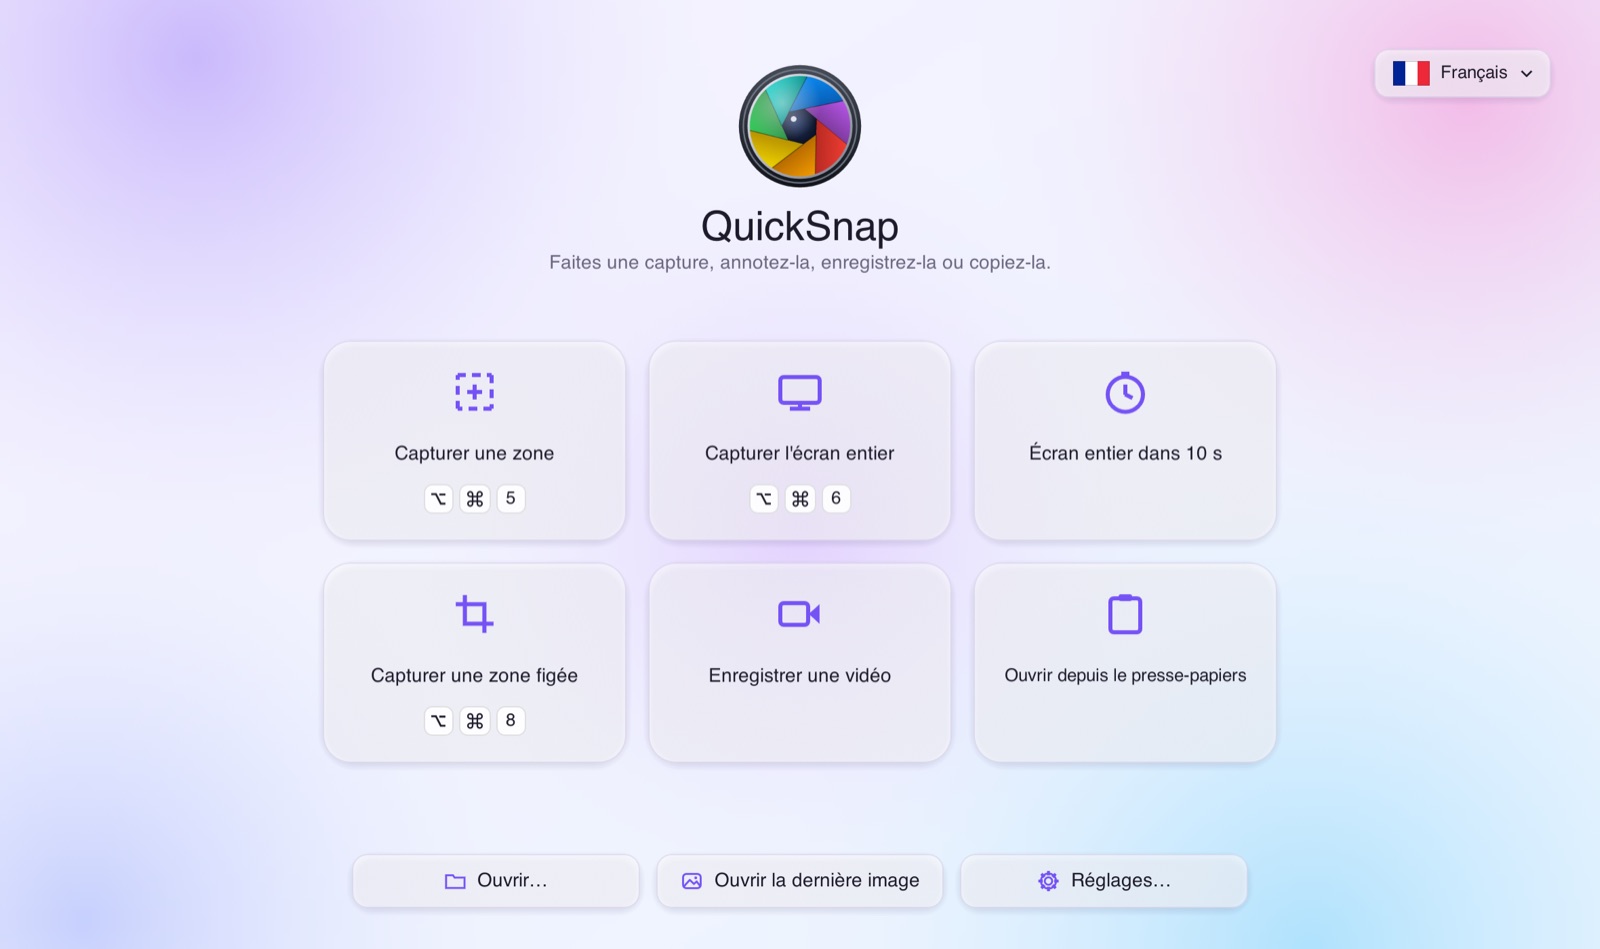 Français
QuickSnap
Faites une capture, annotez-la, enregistrez-la ou copiez-la.
Capturer une zone
⌥ ⌘ 5
Capturer l'écran entier
⌥ ⌘ 6
Écran entier dans 10 s
Capturer une zone figée
⌥ ⌘ 8
Enregistrer une vidéo
Ouvrir depuis le presse-papiers
Ouvrir…
Ouvrir la dernière image
Réglages…